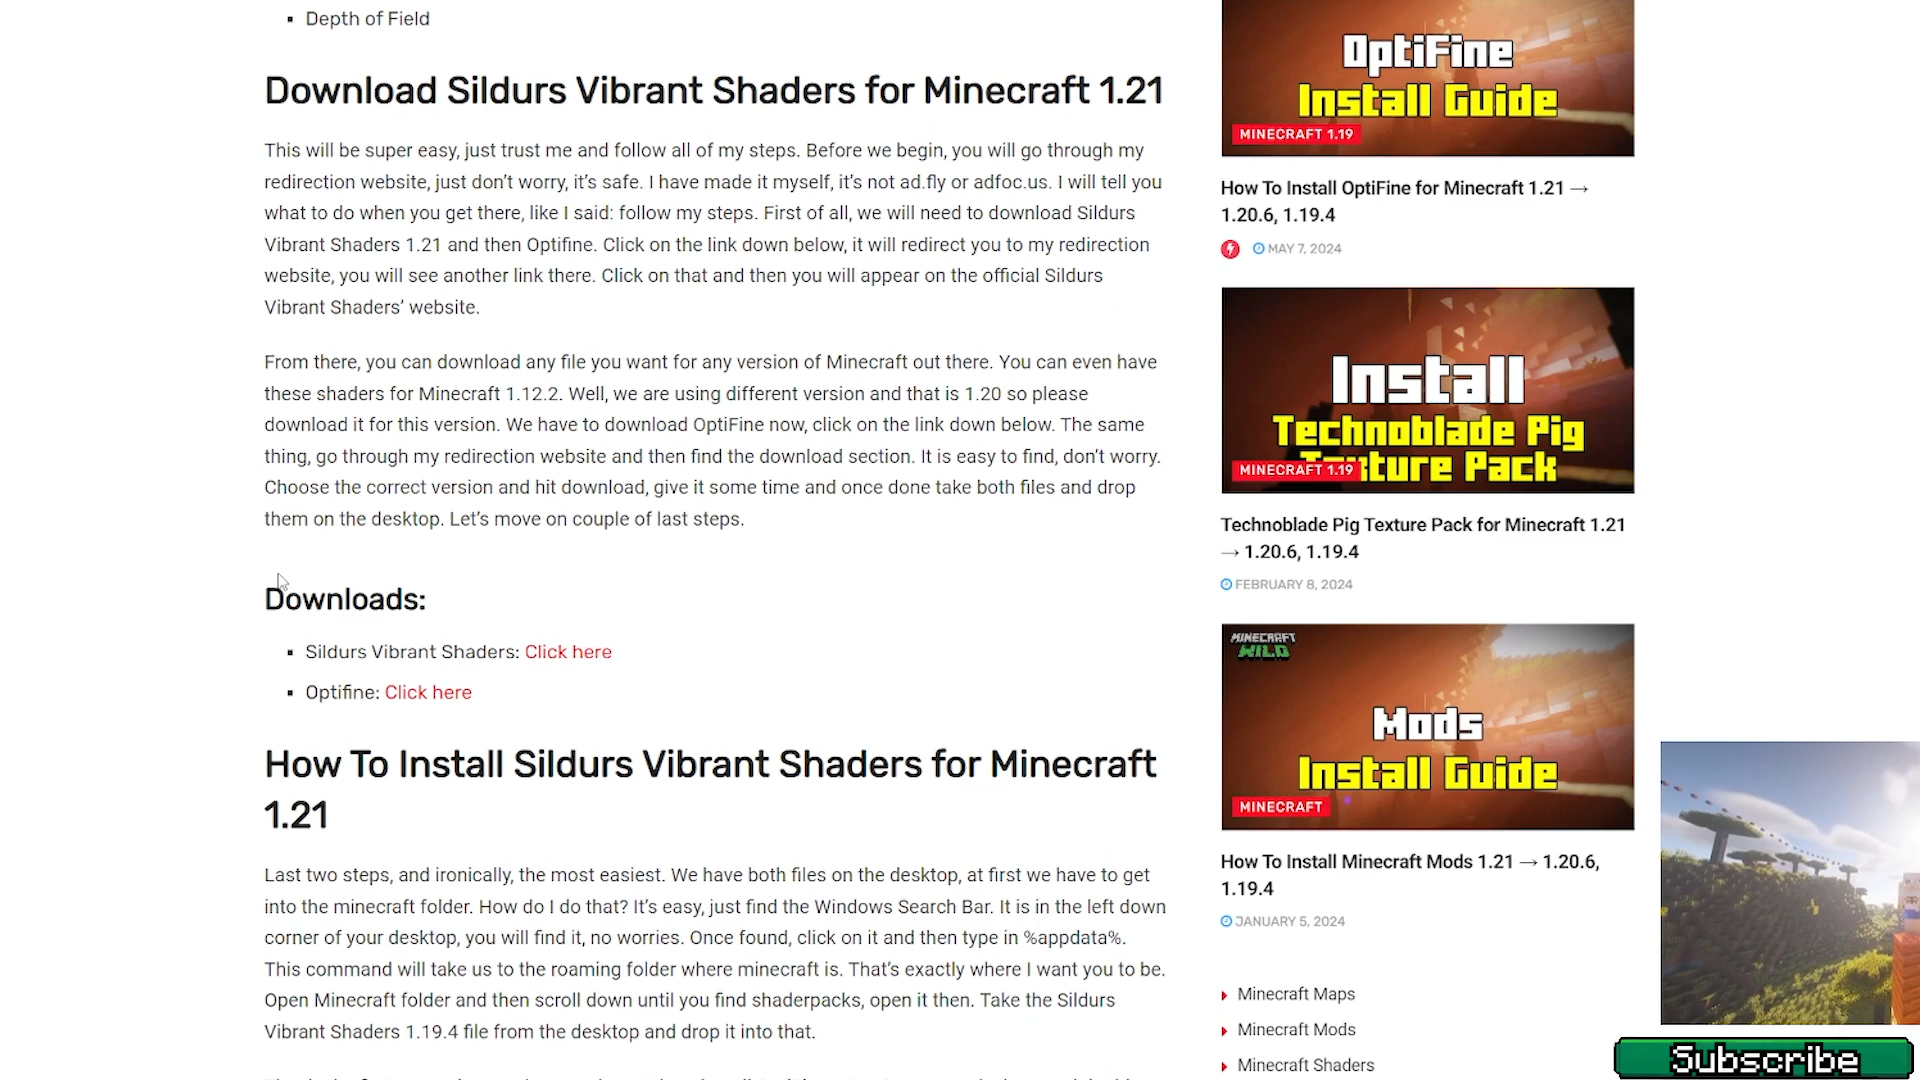 Depth of Field
Download Sildurs Vibrant Shaders for Minecraft 1.21
This will be super easy, just trust me and follow all of my steps. Before we begin, you will go through my
redirection website, just don’t worry, it’s safe. I have made it myself, it’s not ad.fly or adfoc.us. I will tell you
what to do when you get there, like I said: follow my steps. First of all, we will need to download Sildurs
Vibrant Shaders 1.21 and then Optifine. Click on the link down below, it will redirect you to my redirection
website, you will see another link there. Click on that and then you will appear on the official Sildurs
Vibrant Shaders’ website.
From there, you can download any file you want for any version of Minecraft out there. You can even have
these shaders for Minecraft 1.12.2. Well, we are using different version and that is 1.20 so please
download it for this version. We have to download OptiFine now, click on the link down below. The same
thing, go through my redirection website and then find the download section. It is easy to find, don’t worry.
Choose the correct version and hit download, give it some time and once done take both files and drop
them on the desktop. Let’s move on couple of last steps.
Downloads:
Sildurs Vibrant Shaders: Click here
Optifine: Click here
How To Install Sildurs Vibrant Shaders for Minecraft
1.21
Last two steps, and ironically, the most easiest. We have both files on the desktop, at first we have to get
into the minecraft folder. How do I do that? It’s easy, just find the Windows Search Bar. It is in the left down
corner of your desktop, you will find it, no worries. Once found, click on it and then type in %appdata%.
This command will take us to the roaming folder where minecraft is. That’s exactly where I want you to be.
Open Minecraft folder and then scroll down until you find shaderpacks, open it then. Take the Sildurs
Vibrant Shaders 1.19.4 file from the desktop and drop it into that.
OptiFine
Install Guide
MINECRAFT 1.19
How To Install OptiFine for Minecraft 1.21 →
1.20.6, 1.19.4
MAY 7, 2024
Install
Technoblade Pig
Texture Pack
MINECRAFT 1.19
Technoblade Pig Texture Pack for Minecraft 1.21
→ 1.20.6, 1.19.4
FEBRUARY 8, 2024
MINECRAFT
WILD
Mods
Install Guide
MINECRAFT
How To Install Minecraft Mods 1.21 → 1.20.6,
1.19.4
JANUARY 5, 2024
Minecraft Maps
Minecraft Mods
Minecraft Shaders
Subscribe